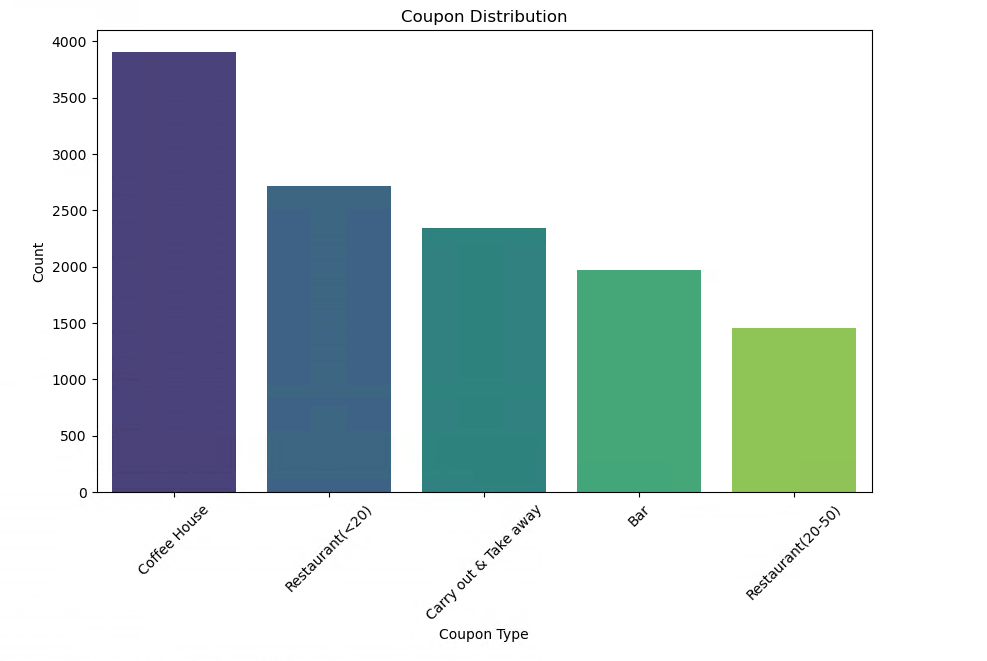 Coupon Distribution
4000
3500
3000
2500
2000
1500
1000
500
0
Count
Coffee House
Restaurant(<20)
Carry out & Take away
Bar
Restaurant(20-50)
Coupon Type